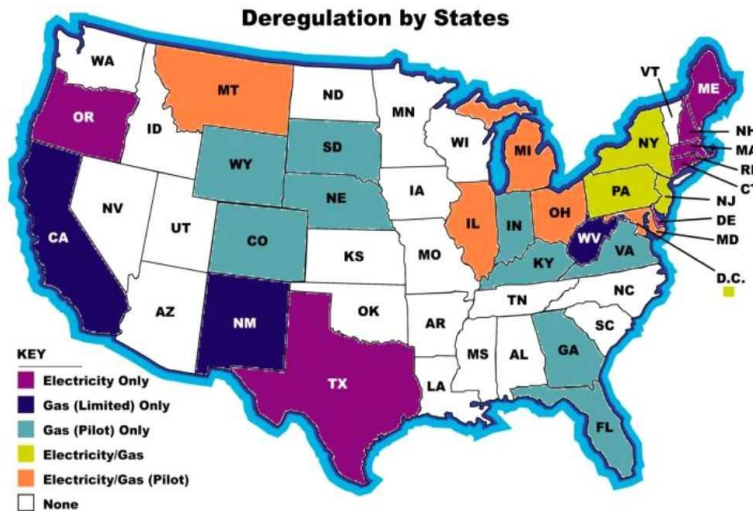 Deregulation by States
WA
OR
MT
ID
ND
MN
WI
MI
VT
ME
NH
MA
NY
WY
SD
NE
IA
PA
NJ
DE
MD
D.C.
CA
NV
UT
CO
KS
MO
IL
IN
OH
WV
VA
KY
AZ
NM
OK
AR
TN
NC
SC
TX
LA
MS
AL
GA
FL
KEY
Electricity Only
Gas (Limited) Only
Gas (Pilot) Only
Electricity/Gas
Electricity/Gas (Pilot)
None